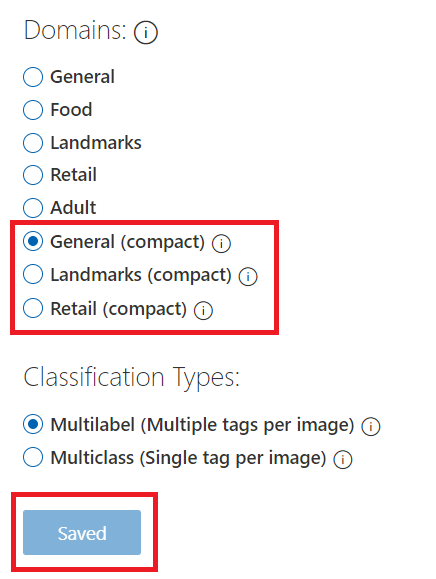 Domains: i
General
Food
Landmarks
Retail
Adult
General (compact) i
Landmarks (compact) i
Retail (compact) i
Classification Types:
Multilabel (Multiple tags per image) i
Multiclass (Single tag per image) i
Saved